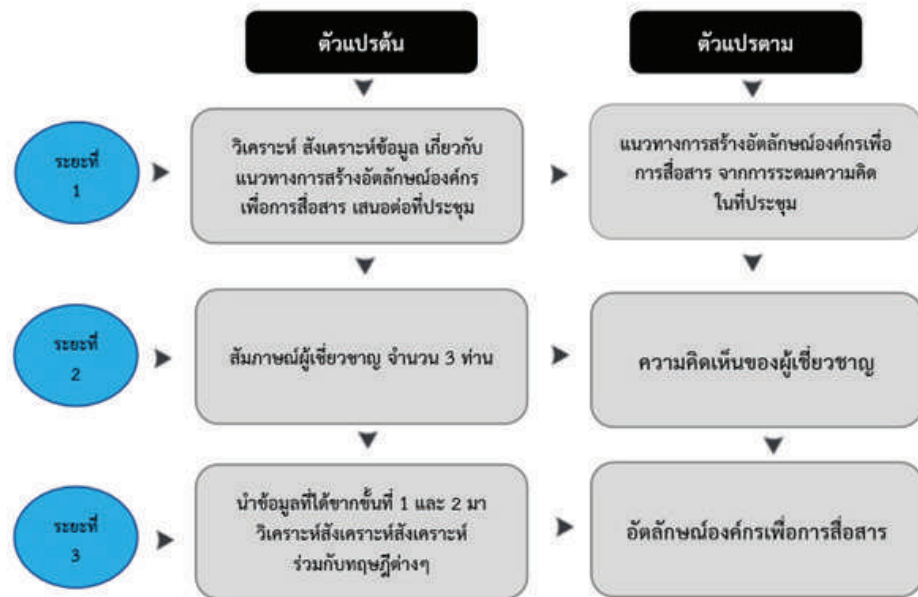 ตัวแปรต้น
ตัวแปรตาม
ระยะที่
1
วิเคราะห์ สังเคราะห์ข้อมูล เกี่ยวกับ
แนวทางการสร้างอัตลักษณ์องค์กร
เพื่อการสื่อสาร เสนอต่อที่ประชุม
แนวทางการสร้างอัตลักษณ์องค์กรเพื่อ
การสื่อสาร จากการระดมความคิด
ในที่ประชุม
ระยะที่
2
สัมภาษณ์ผู้เชี่ยวชาญ จำนวน 3 ท่าน
ความคิดเห็นของผู้เชี่ยวชาญ
ระยะที่
3
นำข้อมูลที่ได้ขากขั้นที่ 1 และ 2 มา
วิเคราะห์สังเคราะห์สังเคราะห์
ร่วมกับทฤษฎีต่างๆ
อัตลักษณ์องค์กรเพื่อการสื่อสาร